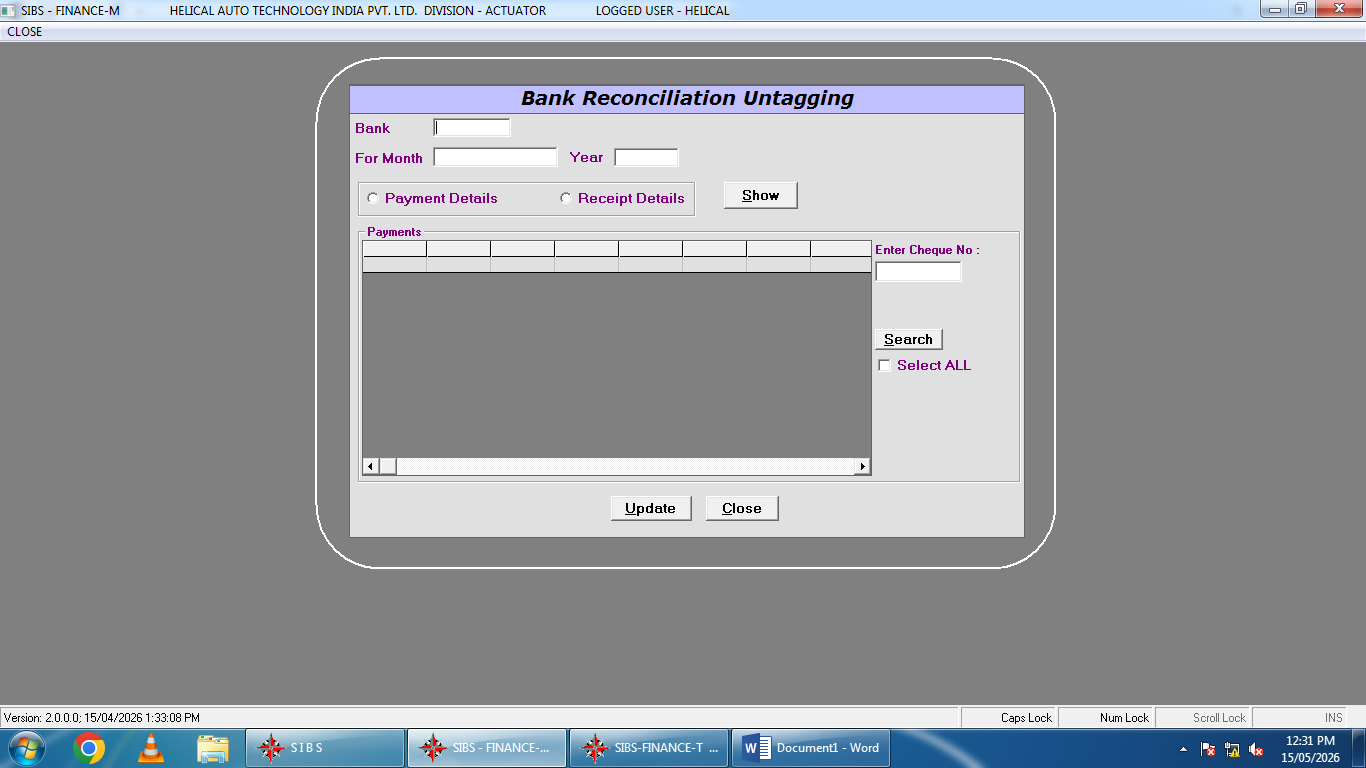 SIBS - FINANCE-M HELICAL AUTO TECHNOLOGY INDIA PVT. LTD. DIVISION - ACTUATOR LOGGED USER - HELICAL
CLOSE
Bank Reconciliation Untagging
Bank
For Month Year
Payment Details Receipt Details Show
Payments
Enter Cheque No :
Search
Select ALL
Update Close
Version: 2.0.0.0; 15/04/2026 1:33:08 PM Caps Lock Num Lock Scroll Lock INS
S I B S SIBS - FINANCE-... SIBS-FINANCE-T ... Document1 - Word 12:31 PM
15/05/2026